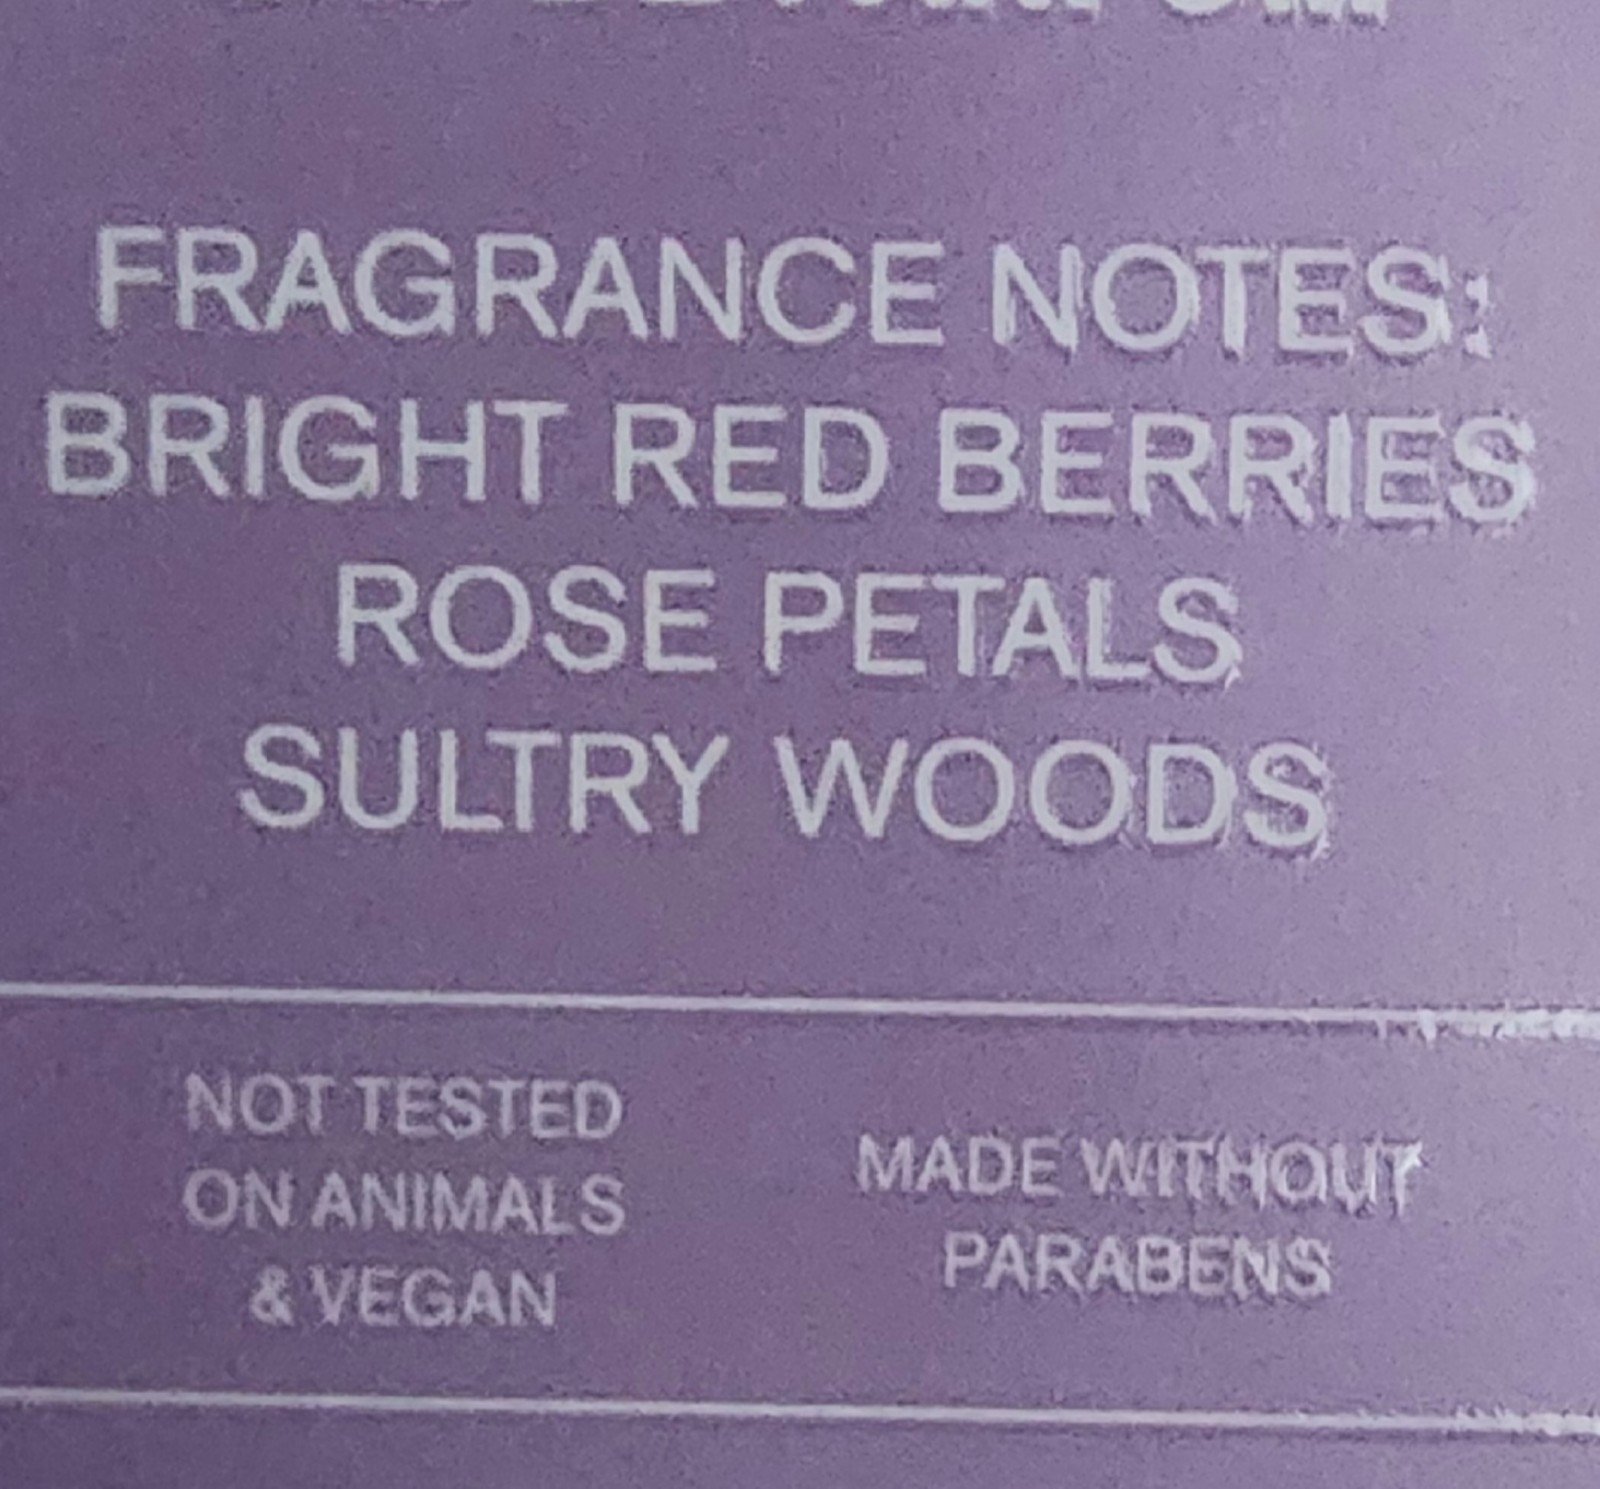 FRAGRANCE NOTES:
BRIGHT RED BERRIES
ROSE PETALS
SULTRY WOODS
NOT TESTED
ON ANIMALS
& VEGAN
MADE WITHOUT
PARABENS